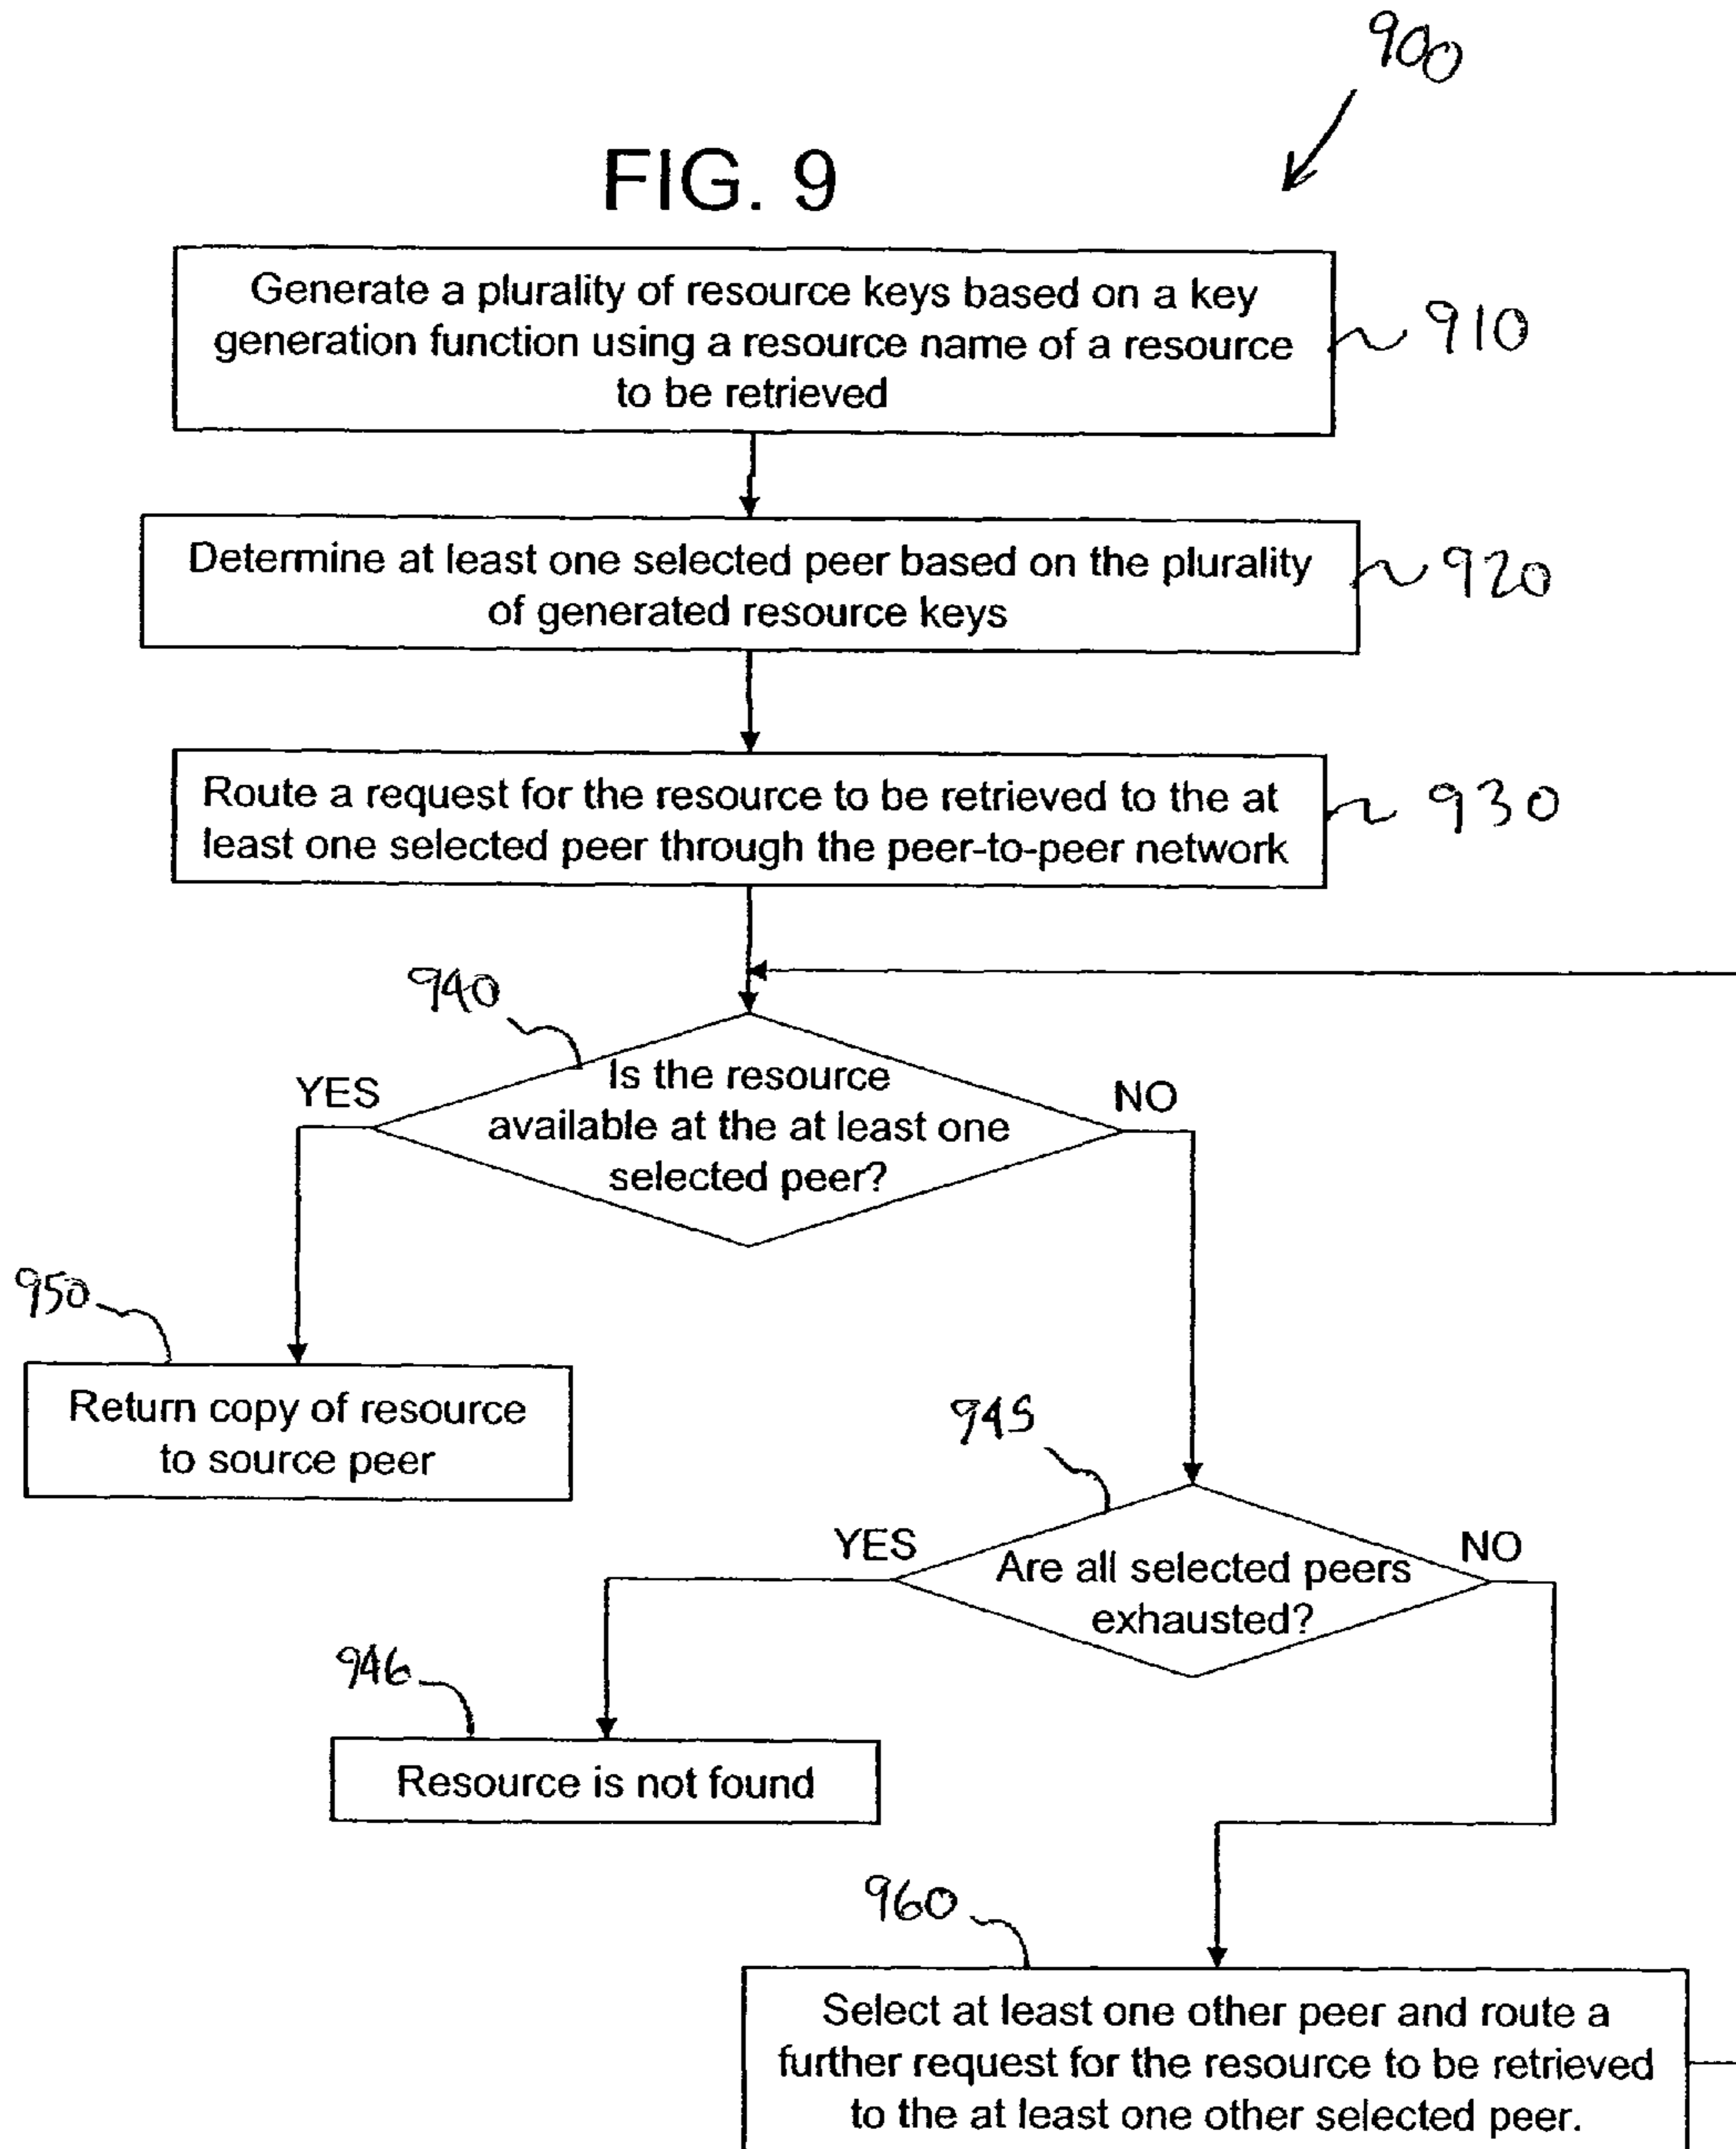 900
FIG. 9
Generate a plurality of resource keys based on a key
generation function using a resource name of a resource
to be retrieved
910
Determine at least one selected peer based on the plurality
of generated resource keys
920
Route a request for the resource to be retrieved to the at
least one selected peer through the peer-to-peer network
930
940
YES
Is the resource
available at the at least one
selected peer?
NO
950
Return copy of resource
to source peer
945
YES
Are all selected peers
exhausted?
NO
946
Resource is not found
960
Select at least one other peer and route a
further request for the resource to be retrieved
to the at least one other selected peer.